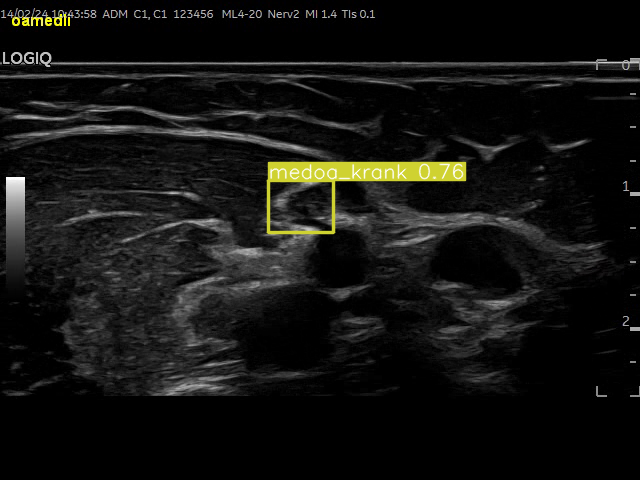 14/02/24 10:43:58 ADM C1, C1 123456 ML4-20 Nerv2 MI 1.4 TIs 0.1
oamedli
LOGIQ
0
medoa_krank 0.76
1
2